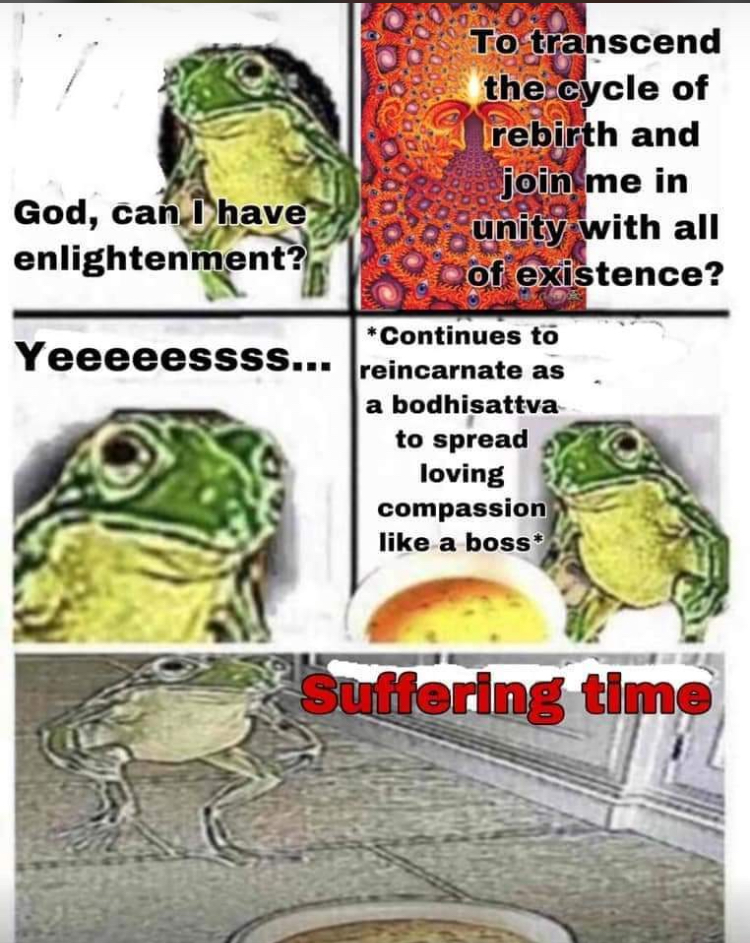 God, can I have
enlightenment?
To transcend
the cycle of
rebirth and
join me in
unity with all
of existence?
Yeeeeessss...
*Continues to
reincarnate as
a bodhisattva
to spread
loving
compassion
like a boss*
Suffering time